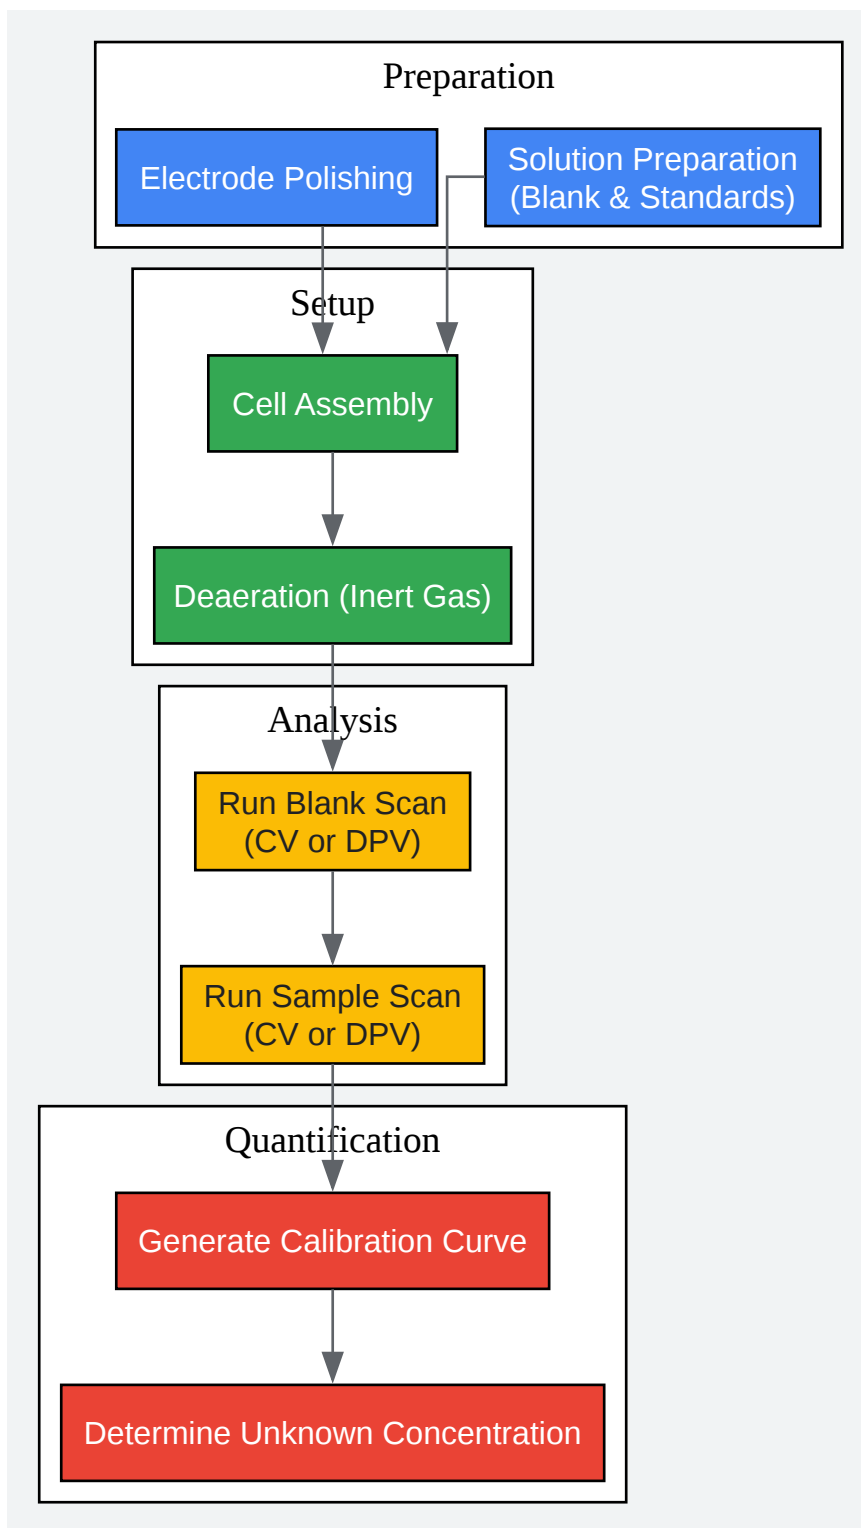 Preparation
Electrode Polishing
Solution Preparation
(Blank & Standards)
Setup
Cell Assembly
Deaeration (Inert Gas)
Analysis
Run Blank Scan
(CV or DPV)
Run Sample Scan
(CV or DPV)
Quantification
Generate Calibration Curve
Determine Unknown Concentration